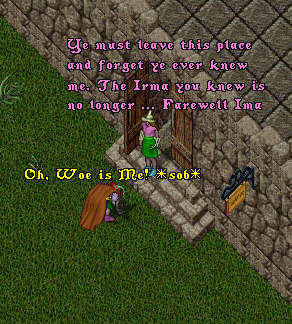 Ye must leave this place
and forget ye ever knew
me. The Irma you knew is
no longer ... Farewell Ima
Oh, Woe is Me! *sob*